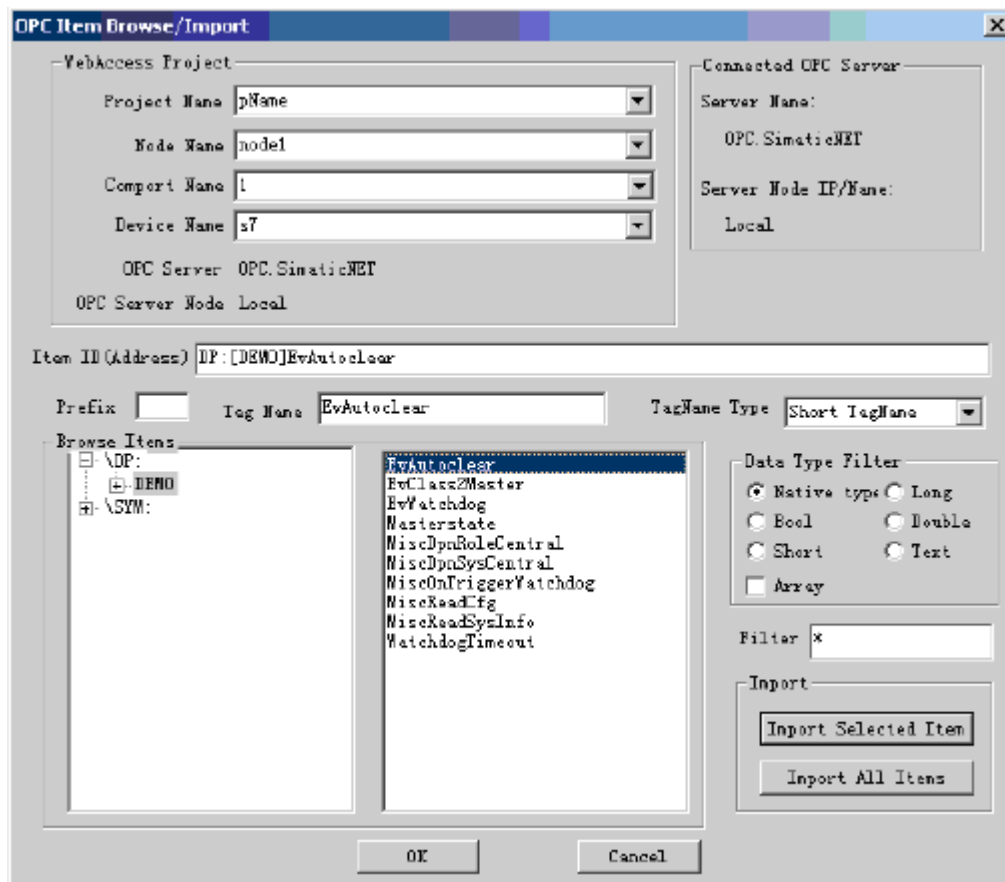 OPC Item Browse/Import
WebAccess Project
Project Name pName
Node Name node1
Comport Name 1
Device Name s7
OPC Server OPC.SimaticNET
OPC Server Node Local
Connected OPC Server
Server Name:
OPC.SimaticNET
Server Node IP/Name:
Local
Item ID(Address) DP:[DEMO]EvAutoclear
Prefix Tag Name EvAutoclear TagName Type Short TagName
Browse Items
\DP:
DEMO
\SYM:
EvAutoclear
EvClass2Master
EvWatchdog
Masterstate
MiscDpnRoleCentral
MiscDpnSysCentral
MiscOnTriggerWatchdog
MiscReadCfg
MiscReadSysInfo
WatchdogTimeout
Data Type Filter
Native type Long
Bool Double
Short Text
Array
Filter *
Import
Import Selected Item
Import All Items
OK Cancel